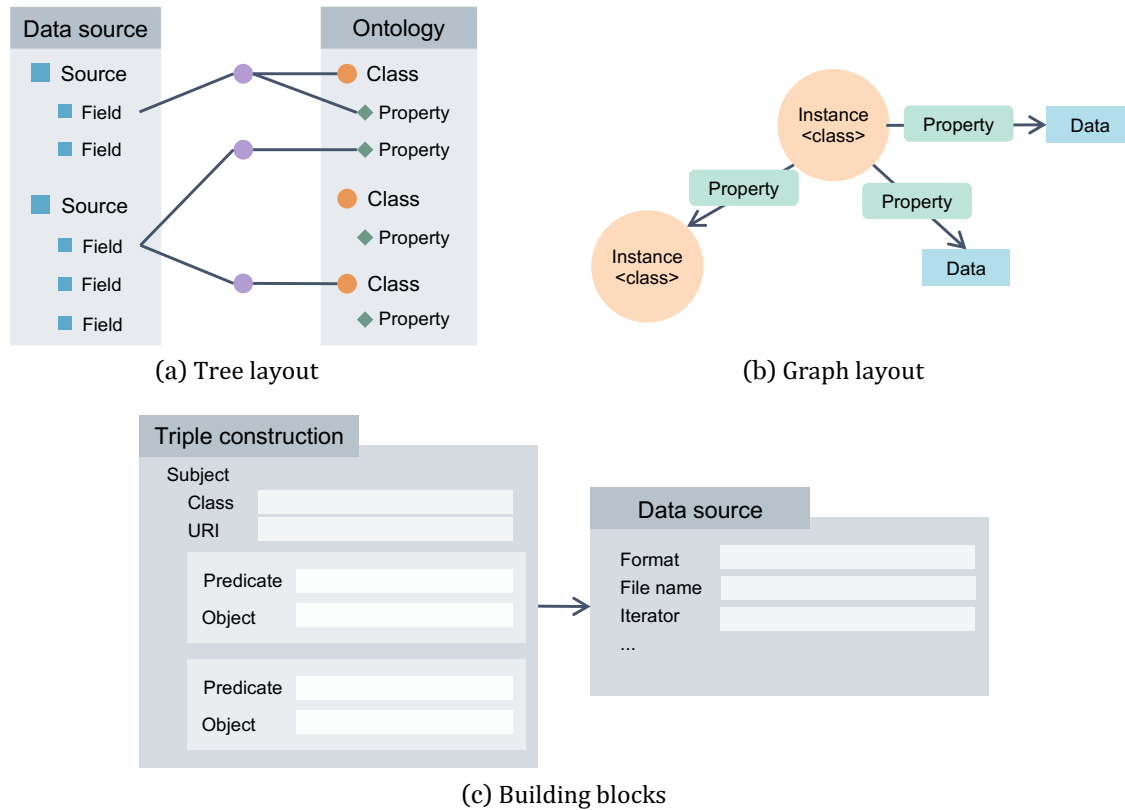 Data source
Source
Field
Field
Source
Field
Field
Field
Ontology
Class
Property
Property
Class
Property
Class
Property
(a) Tree layout
Instance
<class>
Property
Data
Property
Property
Instance
<class>
Data
(b) Graph layout
Triple construction
Subject
Class
URI
Predicate
Object
Predicate
Object
Data source
Format
File name
Iterator
...
(c) Building blocks